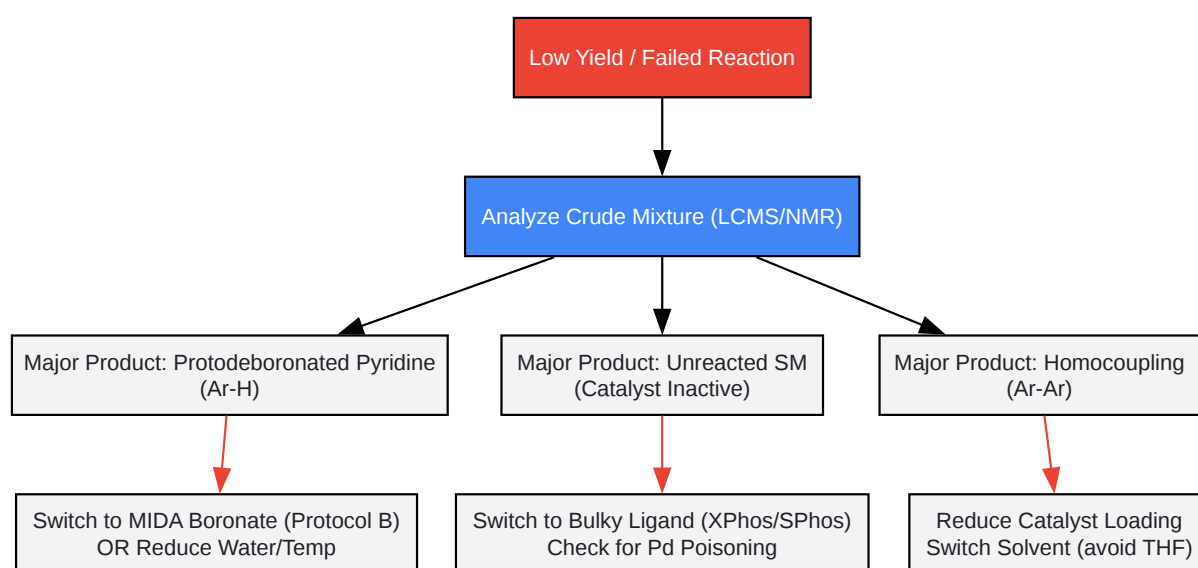 Low Yield / Failed Reaction
Analyze Crude Mixture (LCMS/NMR)
Major Product: Protodeboronated Pyridine
(Ar-H)
Major Product: Unreacted SM
(Catalyst Inactive)
Major Product: Homocoupling
(Ar-Ar)
Switch to MIDA Boronate (Protocol B)
OR Reduce Water/Temp
Switch to Bulky Ligand (XPhos/SPhos)
Check for Pd Poisoning
Reduce Catalyst Loading
Switch Solvent (avoid THF)